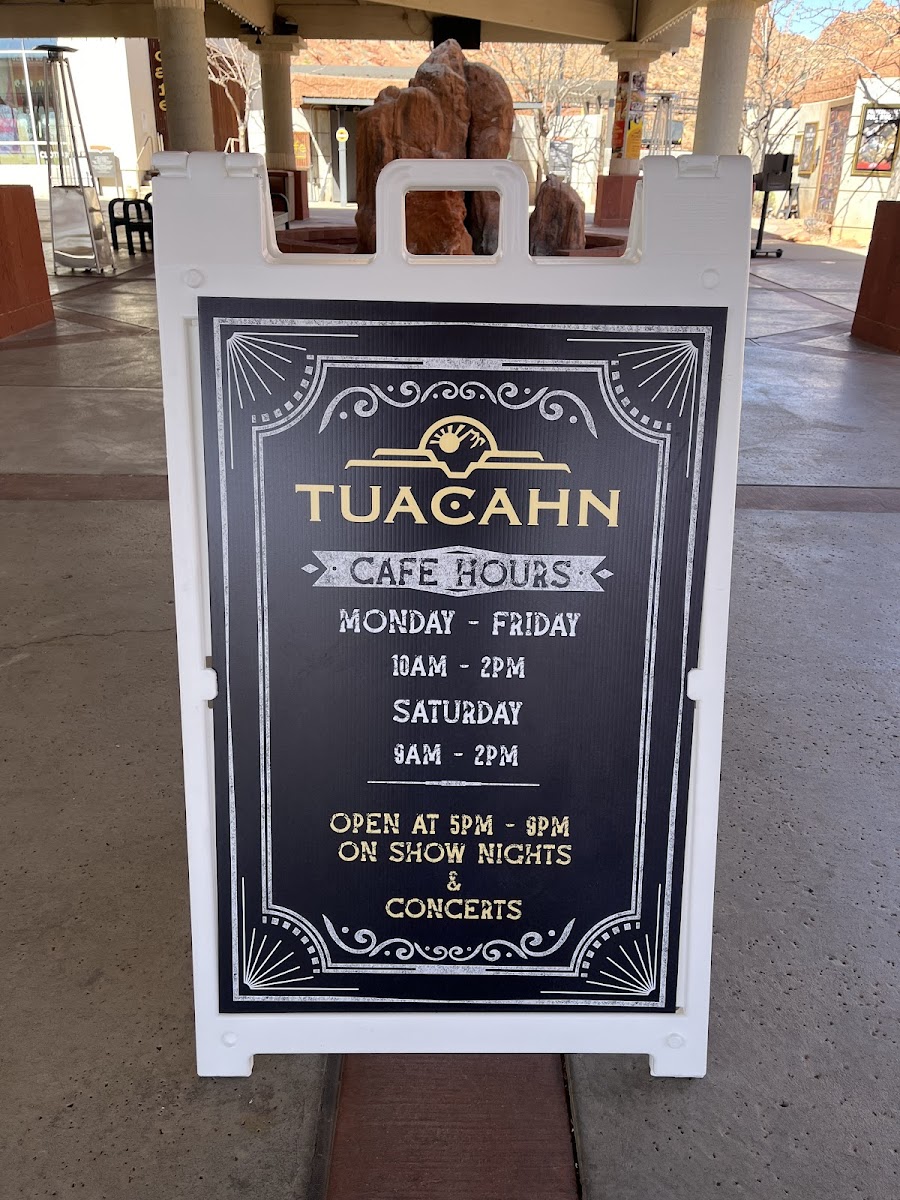 TUACAHN
CAFE HOURS
MONDAY - FRIDAY
10AM - 2PM
SATURDAY
9AM - 2PM
OPEN AT 5PM - 9PM
ON SHOW NIGHTS
&
CONCERTS